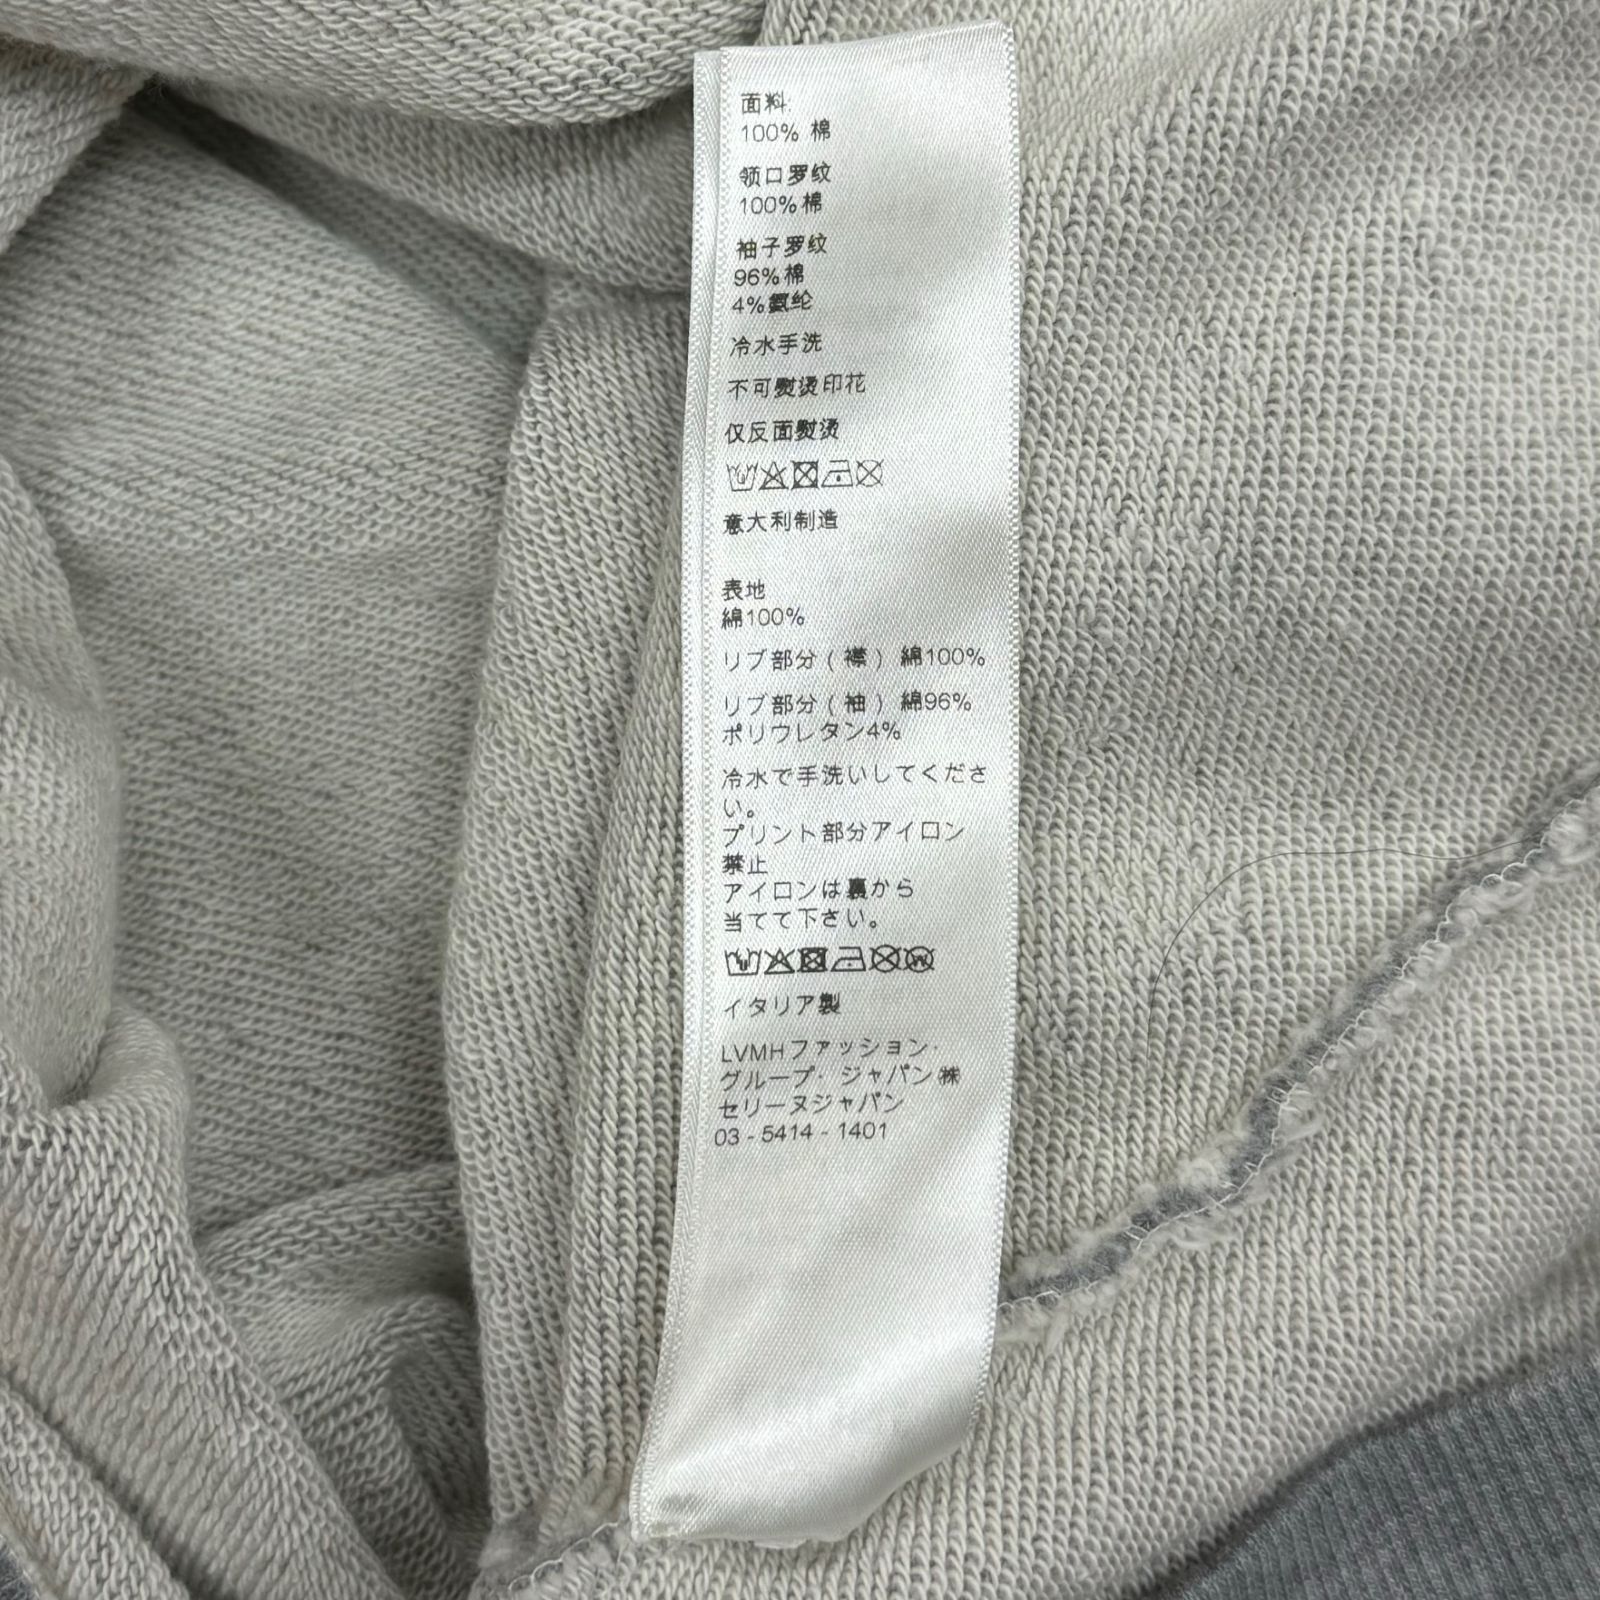 面料
100% 棉
领口罗纹
100% 棉
袖子罗纹
96% 棉
4% 氨纶
冷水手洗
不可熨烫印花
仅反面熨烫
意大利制造
表地
綿100%
リブ部分（襟）綿100%
リブ部分（袖）綿96%
ポリウレタン4%
冷水で手洗いしてくださ
い。
プリント部分アイロン
禁止
アイロンは裏から
当てて下さい。
イタリア製
LVMHファッション・
グループ・ジャパン㈱
セリーヌジャパン
03 - 5414 - 1401